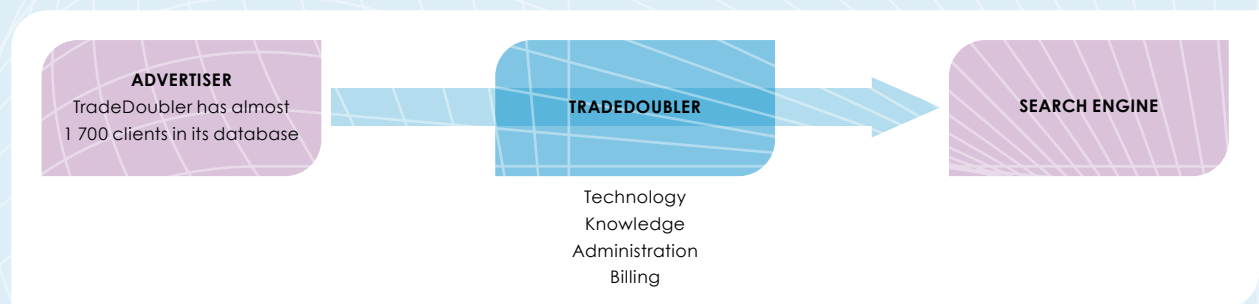 ADVERTISER
TradeDoubler has almost
1 700 clients in its database
TRADEDOUBLER
SEARCH ENGINE
Technology
Knowledge
Administration
Billing